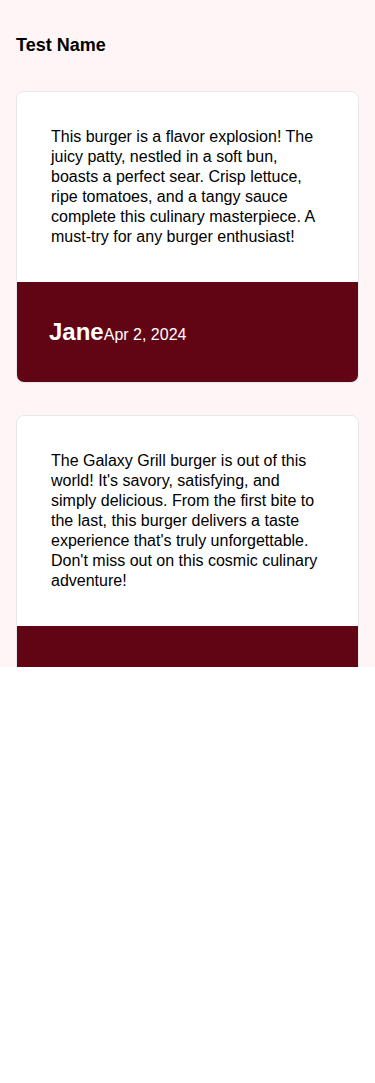 Test Name
This burger is a flavor explosion! The
juicy patty, nestled in a soft bun,
boasts a perfect sear. Crisp lettuce,
ripe tomatoes, and a tangy sauce
complete this culinary masterpiece. A
must-try for any burger enthusiast!
JaneApr 2, 2024
The Galaxy Grill burger is out of this
world! It's savory, satisfying, and
simply delicious. From the first bite to
the last, this burger delivers a taste
experience that's truly unforgettable.
Don't miss out on this cosmic culinary
adventure!